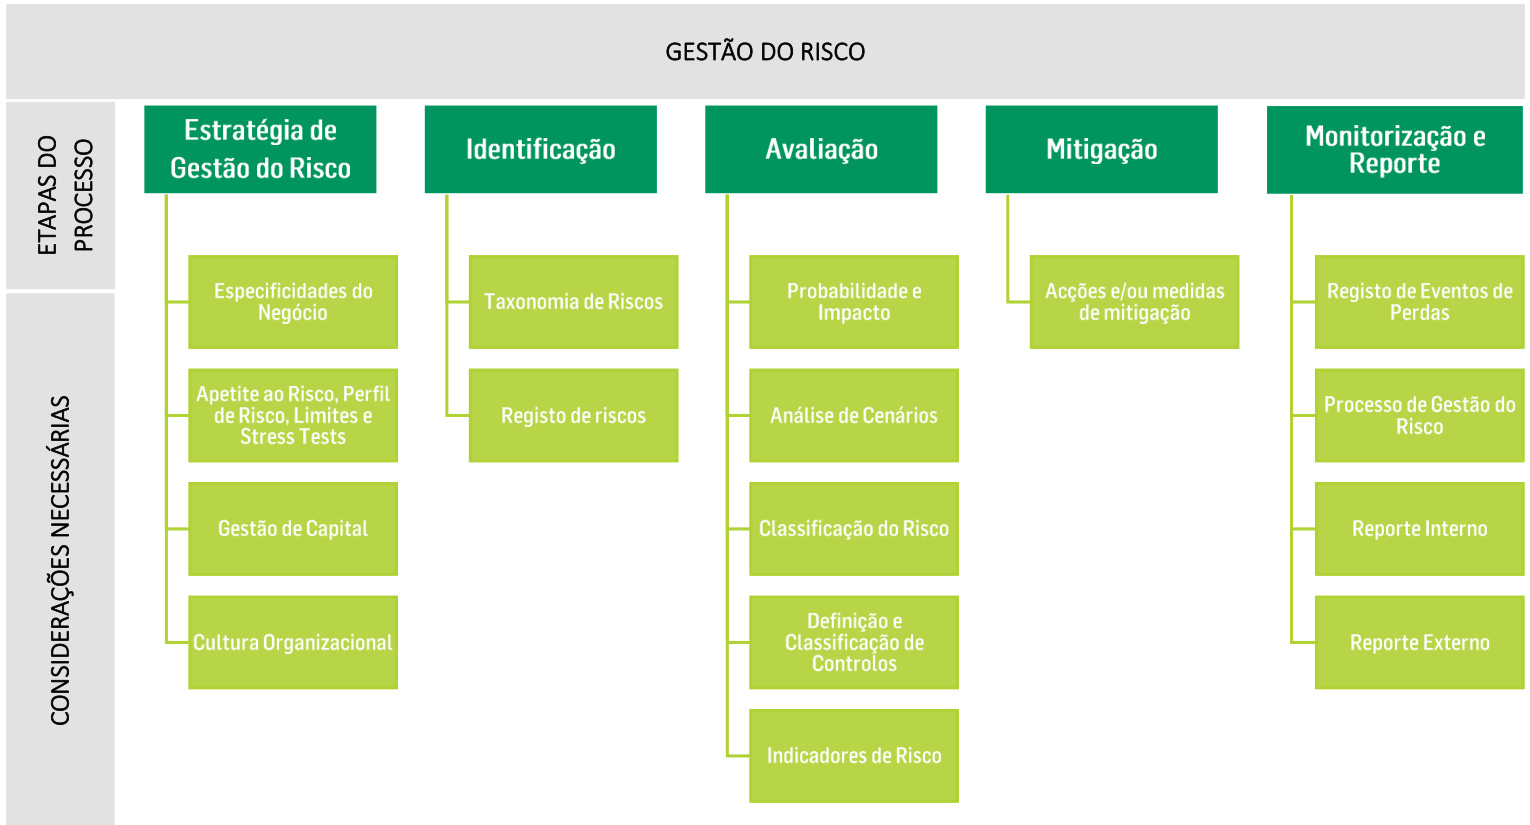 GESTÃO DO RISCO
ETAPAS DO
PROCESSO
CONSIDERAÇÕES NECESSÁRIAS
Estratégia de
Gestão do Risco
Especificidades do
Negócio
Apetite ao Risco, Perfil
de Risco, Limites e
Stress Tests
Gestão de Capital
Cultura Organizacional
Identificação
Taxonomia de Riscos
Registo de riscos
Avaliação
Probabilidade e
Impacto
Análise de Cenários
Classificação do Risco
Definição e
Classificação de
Controlos
Indicadores de Risco
Mitigação
Acções e/ou medidas
de mitigação
Monitorização e
Reporte
Registo de Eventos de
Perdas
Processo de Gestão do
Risco
Reporte Interno
Reporte Externo